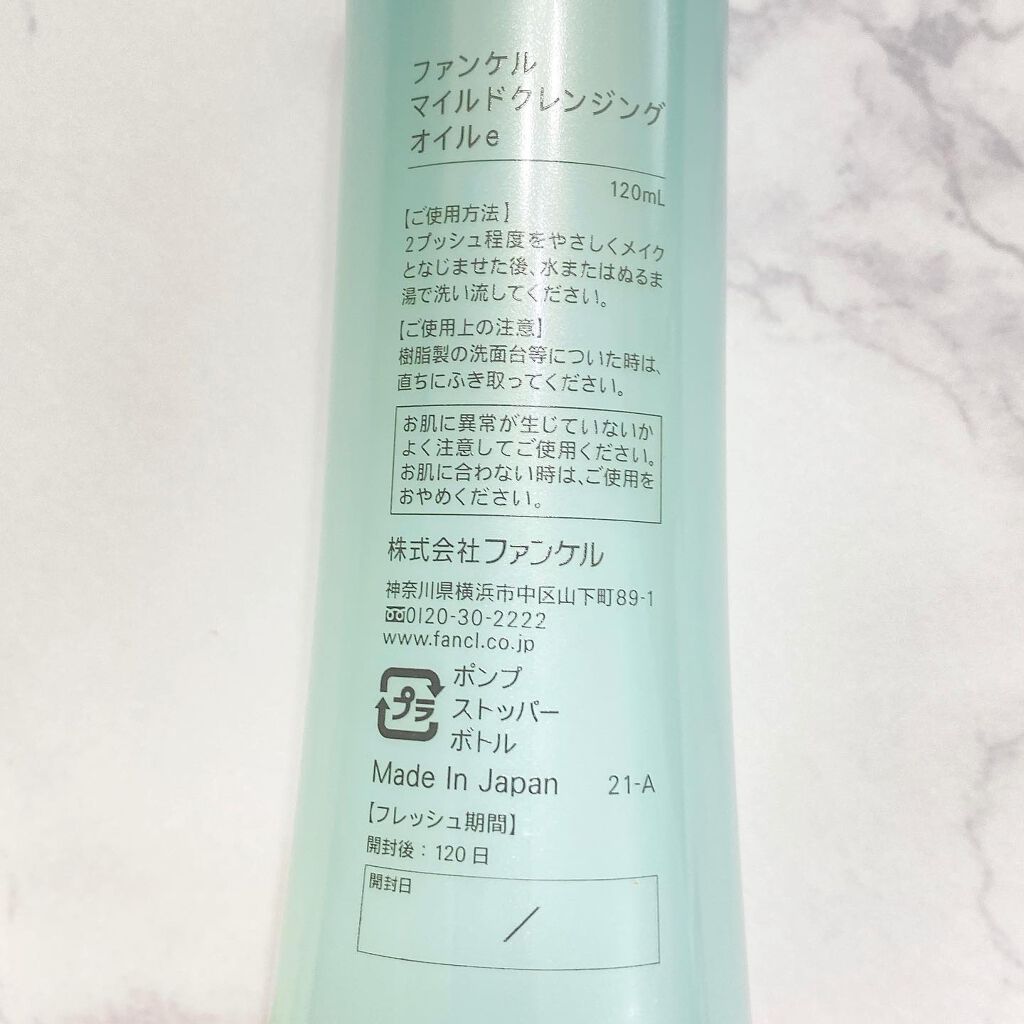 ファンケル
マイルドクレンジング
オイルe
120mL
【ご使用方法】
2プッシュ程度をやさしくメイク
となじませた後、水またはぬるま
湯で洗い流してください。
【ご使用上の注意】
樹脂製の洗面台等についた時は、
直ちにふき取ってください。
お肌に異常が生じていないか
よく注意してご使用ください。
お肌に合わない時は、ご使用を
おやめください。
株式会社ファンケル
神奈川県横浜市中区山下町89-1
0120-30-2222
www.fancl.co.jp
プラ
ポンプ
ストッパー
ボトル
Made In Japan 21-A
【フレッシュ期間】
開封後：120日
開封日
/